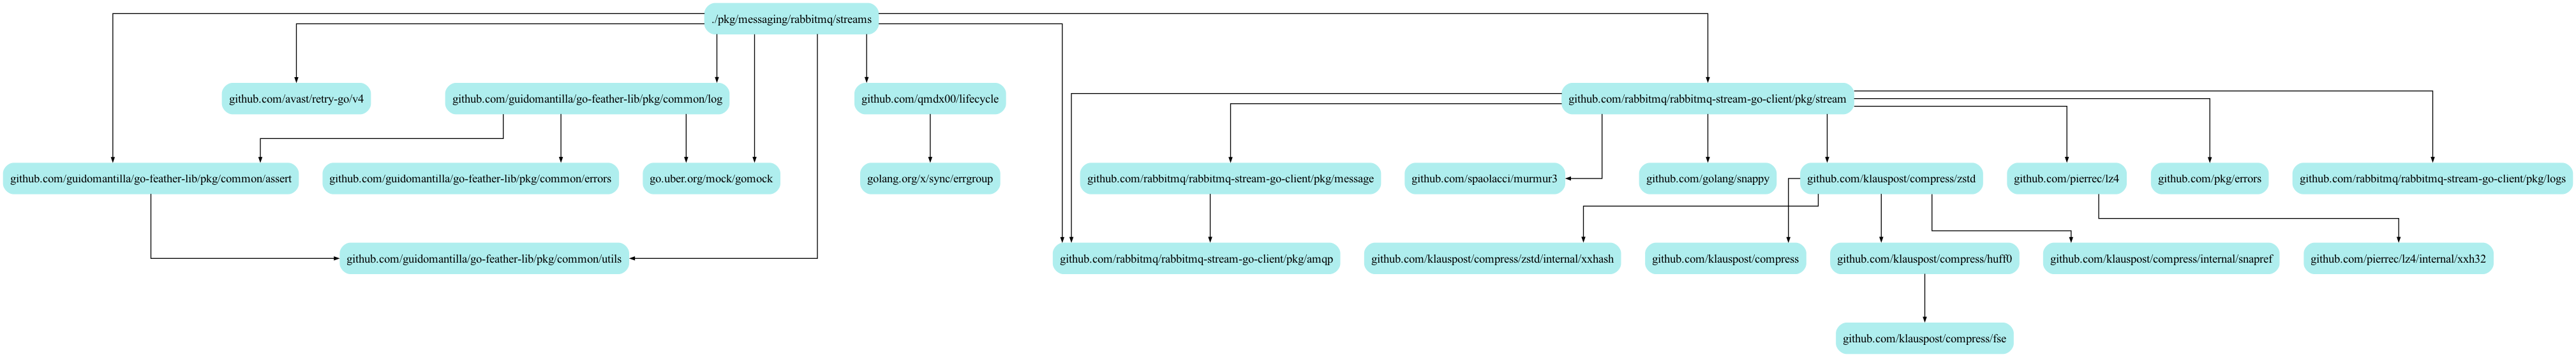 ./pkg/messaging/rabbitmq/streams
github.com/avast/retry-go/v4
github.com/guidomantilla/go-feather-lib/pkg/common/log
github.com/qmdx00/lifecycle
github.com/rabbitmq/rabbitmq-stream-go-client/pkg/stream
github.com/guidomantilla/go-feather-lib/pkg/common/assert
github.com/guidomantilla/go-feather-lib/pkg/common/errors
go.uber.org/mock/gomock
golang.org/x/sync/errgroup
github.com/rabbitmq/rabbitmq-stream-go-client/pkg/message
github.com/spaolacci/murmur3
github.com/golang/snappy
github.com/klauspost/compress/zstd
github.com/pierrec/lz4
github.com/pkg/errors
github.com/rabbitmq/rabbitmq-stream-go-client/pkg/logs
github.com/guidomantilla/go-feather-lib/pkg/common/utils
github.com/rabbitmq/rabbitmq-stream-go-client/pkg/amqp
github.com/klauspost/compress/zstd/internal/xxhash
github.com/klauspost/compress
github.com/klauspost/compress/huff0
github.com/klauspost/compress/internal/snapref
github.com/pierrec/lz4/internal/xxh32
github.com/klauspost/compress/fse